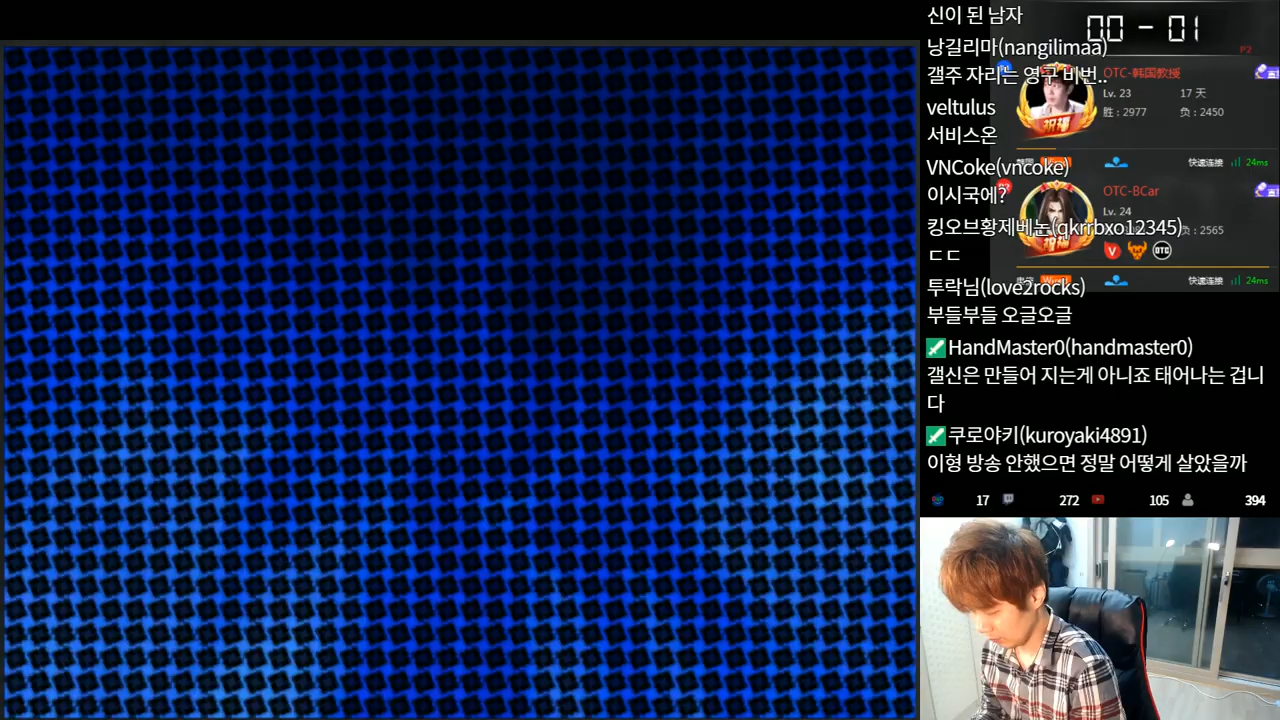 신이 된 남자
00 - 01
낭길리마(nangilimaa)
P2
갤주 자리는 영구 비번..
OTC-韩国教授
Lv. 23
17 天
veltulus
胜 : 2977
负 : 2450
서비스온
VNCoke(vncoke)
快速连接
24ms
이시국에?
OTC-BCar
Lv. 24
킹오브황제베논(qkrrbxo12345)
负 : 2565
ㄷㄷ
V
OTC
투락님(love2rocks)
快速连接
24ms
부들부들 오글오글
HandMaster0(handmaster0)
갤신은 만들어 지는게 아니죠 태어나는 겁니
다
쿠로야키(kuroyaki4891)
이형 방송 안했으면 정말 어떻게 살았을까
17
272
105
394